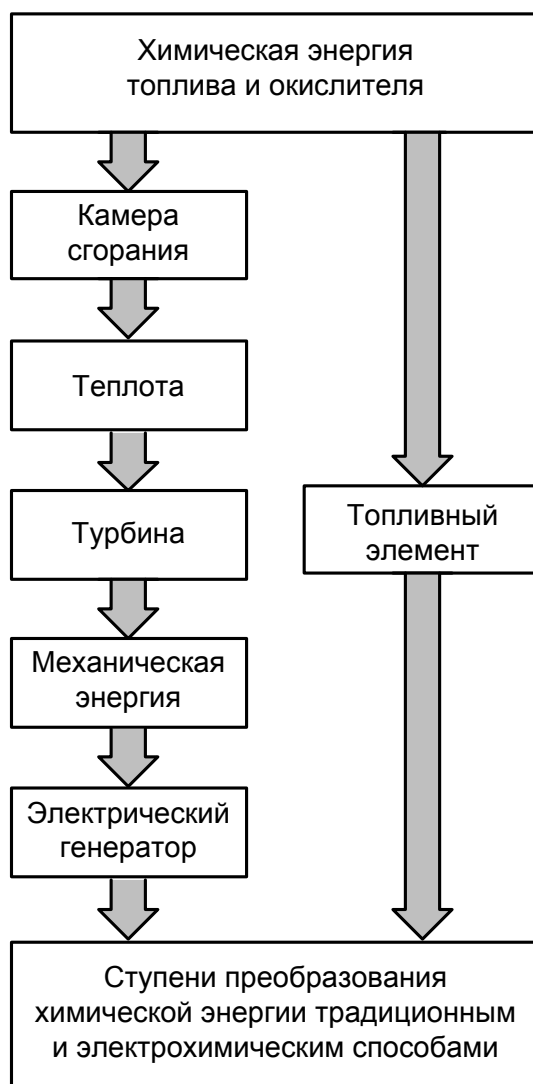 Химическая энергия
топлива и окислителя
Камера
сгорания
Теплота
Турбина
Топливный
элемент
Механическая
энергия
Электрический
генератор
Ступени преобразования
химической энергии традиционным
и электрохимическим способами